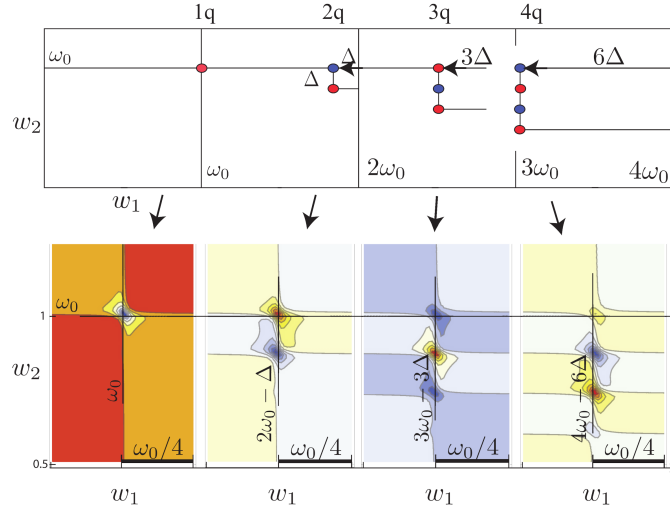 1q 2q 3q 4q
ω₀ Δ 3Δ 6Δ
Δ
w₂
ω₀ 2ω₀ 3ω₀ 4ω₀
w₁
1 ω₀
w₂
ω₀ 2ω₀−Δ 3ω₀−3Δ 4ω₀−6Δ
0.5 ω₀/4 ω₀/4 ω₀/4 ω₀/4
w₁ w₁ w₁ w₁